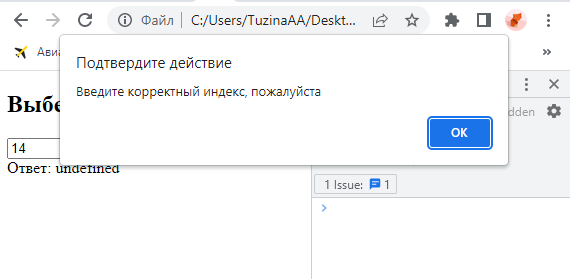 Файл
C:/Users/TuzinaAA/Deskt...
Авиа
»
Подтвердите действие
Введите корректный индекс, пожалуйста
OK
Выбе
dden
14
Ответ: undefined
1 Issue: 1